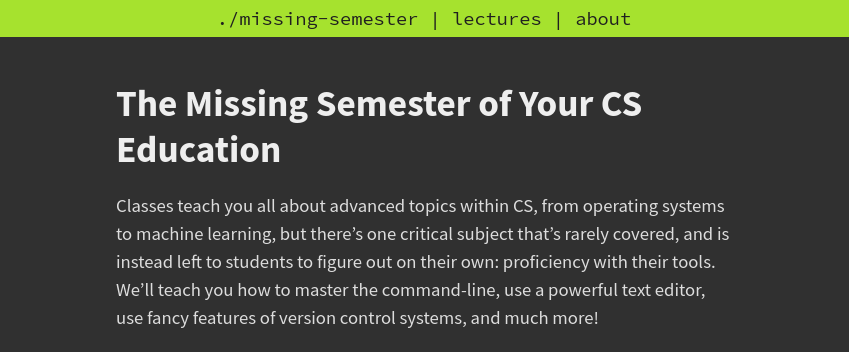 ./missing-semester | lectures | about
The Missing Semester of Your CS
Education
Classes teach you all about advanced topics within CS, from operating systems
to machine learning, but there’s one critical subject that’s rarely covered, and is
instead left to students to figure out on their own: proficiency with their tools.
We’ll teach you how to master the command-line, use a powerful text editor,
use fancy features of version control systems, and much more!